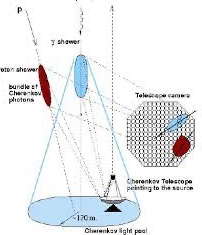 P
γ shower
roton shower
bundle of
Cherenkov
photons
Telescope camera
Cherenkov Telescope
pointing to the source
~120 m.
Cherenkov light pool